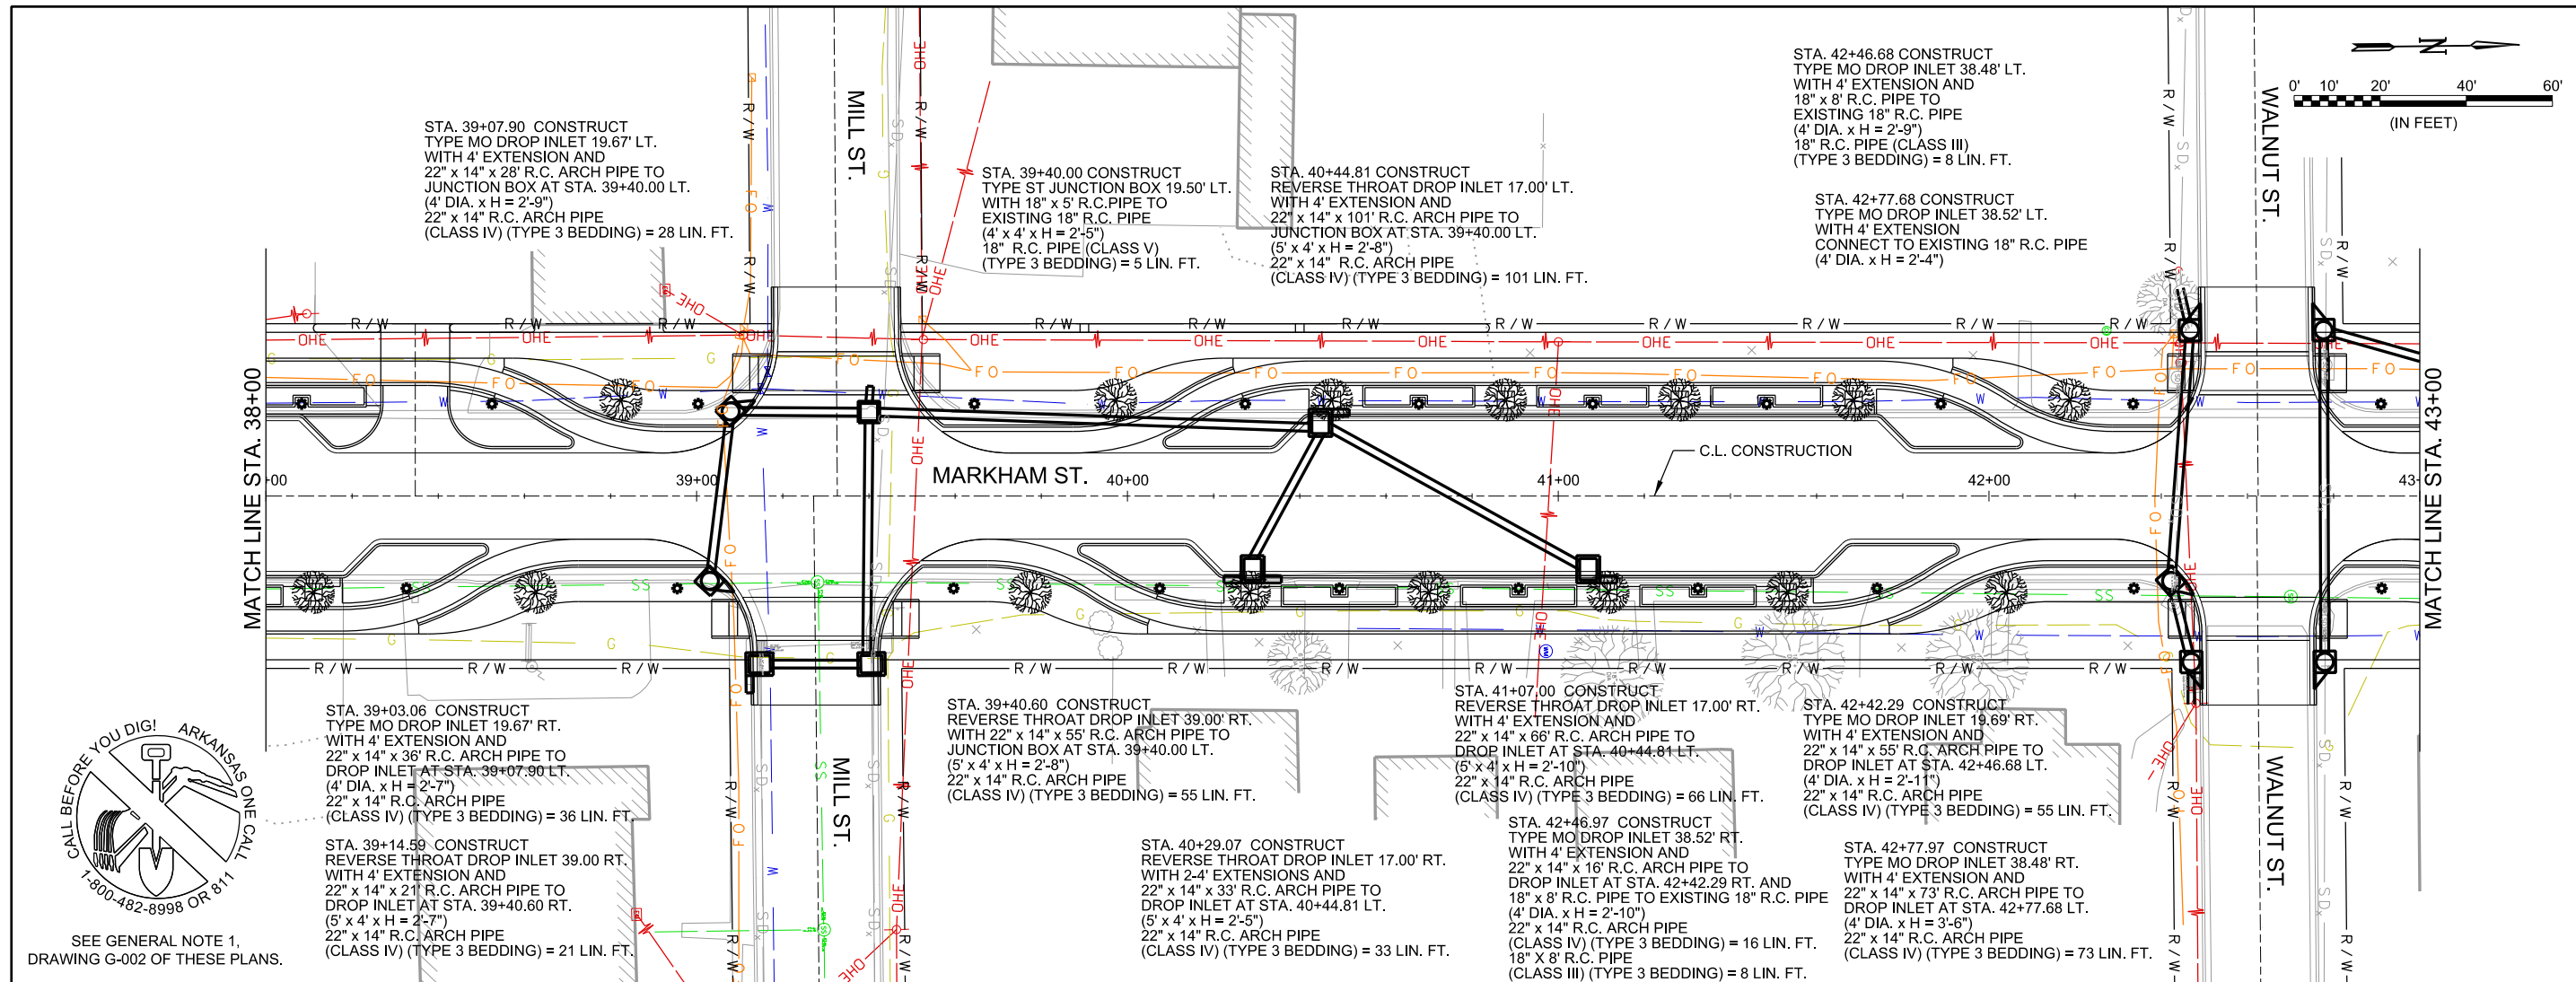 STA. 39+07.90 CONSTRUCT
TYPE MO DROP INLET 19.67' LT.
WITH 4' EXTENSION AND
22" x 14" x 28' R.C. ARCH PIPE TO
JUNCTION BOX AT STA. 39+40.00 LT.
(4' DIA. x H = 2'-9")
22" x 14" R.C. ARCH PIPE
(CLASS IV) (TYPE 3 BEDDING) = 28 LIN. FT.
MILL ST.
STA. 39+40.00 CONSTRUCT
TYPE ST JUNCTION BOX 19.50' LT.
WITH 18" x 5' R.C.PIPE TO
EXISTING 18" R.C. PIPE
(4' x 4' x H = 2'-5")
18" R.C. PIPE (CLASS V)
(TYPE 3 BEDDING) = 5 LIN. FT.
STA. 40+44.81 CONSTRUCT
REVERSE THROAT DROP INLET 17.00' LT.
WITH 4' EXTENSION AND
22" x 14" x 101' R.C. ARCH PIPE TO
JUNCTION BOX AT STA. 39+40.00 LT.
(5' x 4' x H = 2'-8")
22" x 14" R.C. ARCH PIPE
(CLASS IV) (TYPE 3 BEDDING) = 101 LIN. FT.
STA. 42+46.68 CONSTRUCT
TYPE MO DROP INLET 38.48' LT.
WITH 4' EXTENSION AND
18" x 8' R.C. PIPE TO
EXISTING 18" R.C. PIPE
(4' DIA. x H = 2'-9")
18" R.C. PIPE (CLASS III)
(TYPE 3 BEDDING) = 8 LIN. FT.
STA. 42+77.68 CONSTRUCT
TYPE MO DROP INLET 38.52' LT.
WITH 4' EXTENSION
CONNECT TO EXISTING 18" R.C. PIPE
(4' DIA. x H = 2'-4")
WALNUT ST.
N
0' 10' 20' 40' 60'
(IN FEET)
MATCH LINE STA. 38+00
+00
39+00
MARKHAM ST.
40+00
41+00
C.L. CONSTRUCTION
42+00
43
MATCH LINE STA. 43+00
R / W
OHE
F O
G
W
SS
SDx
CALL BEFORE YOU DIG! ARKANSAS ONE CALL
1-800-482-8998 OR 811
SEE GENERAL NOTE 1,
DRAWING G-002 OF THESE PLANS.
STA. 39+03.06 CONSTRUCT
TYPE MO DROP INLET 19.67' RT.
WITH 4' EXTENSION AND
22" x 14" x 36' R.C. ARCH PIPE TO
DROP INLET AT STA. 39+07.90 LT.
(4' DIA. x H = 2'-7")
22" x 14" R.C. ARCH PIPE
(CLASS IV) (TYPE 3 BEDDING) = 36 LIN. FT.
STA. 39+14.59 CONSTRUCT
REVERSE THROAT DROP INLET 39.00 RT.
WITH 4' EXTENSION AND
22" x 14" x 21' R.C. ARCH PIPE TO
DROP INLET AT STA. 39+40.60 RT.
(5' x 4' x H = 2'-7")
22" x 14" R.C. ARCH PIPE
(CLASS IV) (TYPE 3 BEDDING) = 21 LIN. FT.
MILL ST.
STA. 39+40.60 CONSTRUCT
REVERSE THROAT DROP INLET 39.00' RT.
WITH 22" x 14" x 55' R.C. ARCH PIPE TO
JUNCTION BOX AT STA. 39+40.00 LT.
(5' x 4' x H = 2'-8")
22" x 14" R.C. ARCH PIPE
(CLASS IV) (TYPE 3 BEDDING) = 55 LIN. FT.
STA. 40+29.07 CONSTRUCT
REVERSE THROAT DROP INLET 17.00' RT.
WITH 2-4' EXTENSIONS AND
22" x 14" x 33' R.C. ARCH PIPE TO
DROP INLET AT STA. 40+44.81 LT.
(5' x 4' x H = 2'-5")
22" x 14" R.C. ARCH PIPE
(CLASS IV) (TYPE 3 BEDDING) = 33 LIN. FT.
STA. 41+07.00 CONSTRUCT
REVERSE THROAT DROP INLET 17.00' RT.
WITH 4' EXTENSION AND
22" x 14" x 66' R.C. ARCH PIPE TO
DROP INLET AT STA. 40+44.81 LT.
(5' x 4' x H = 2'-10")
22" x 14" R.C. ARCH PIPE
(CLASS IV) (TYPE 3 BEDDING) = 66 LIN. FT.
STA. 42+46.97 CONSTRUCT
TYPE MO DROP INLET 38.52' RT.
WITH 4' EXTENSION AND
22" x 14" x 16' R.C. ARCH PIPE TO
DROP INLET AT STA. 42+42.29 RT. AND
18" x 8' R.C. PIPE TO EXISTING 18" R.C. PIPE
(4' DIA. x H = 2'-10")
22" x 14" R.C. ARCH PIPE
(CLASS IV) (TYPE 3 BEDDING) = 16 LIN. FT.
18" X 8' R.C. PIPE
(CLASS III) (TYPE 3 BEDDING) = 8 LIN. FT.
STA. 42+42.29 CONSTRUCT
TYPE MO DROP INLET 19.69' RT.
WITH 4' EXTENSION AND
22" x 14" x 55' R.C. ARCH PIPE TO
DROP INLET AT STA. 42+46.68 LT.
(4' DIA. x H = 2'-11")
22" x 14" R.C. ARCH PIPE
(CLASS IV) (TYPE 3 BEDDING) = 55 LIN. FT.
STA. 42+77.97 CONSTRUCT
TYPE MO DROP INLET 38.48' RT.
WITH 4' EXTENSION AND
22" x 14" x 73' R.C. ARCH PIPE TO
DROP INLET AT STA. 42+77.68 LT.
(4' DIA. x H = 3'-6")
22" x 14" R.C. ARCH PIPE
(CLASS IV) (TYPE 3 BEDDING) = 73 LIN. FT.
WALNUT ST.